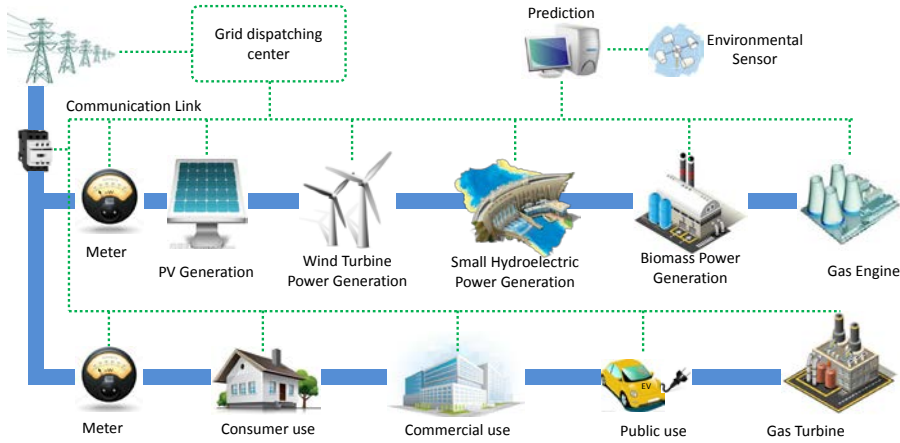 Grid dispatching
center
Prediction
Environmental
Sensor
Communication Link
Meter
PV Generation
Wind Turbine
Power Generation
Small Hydroelectric
Power Generation
Biomass Power
Generation
Gas Engine
EV
Meter
Consumer use
Commercial use
Public use
Gas Turbine